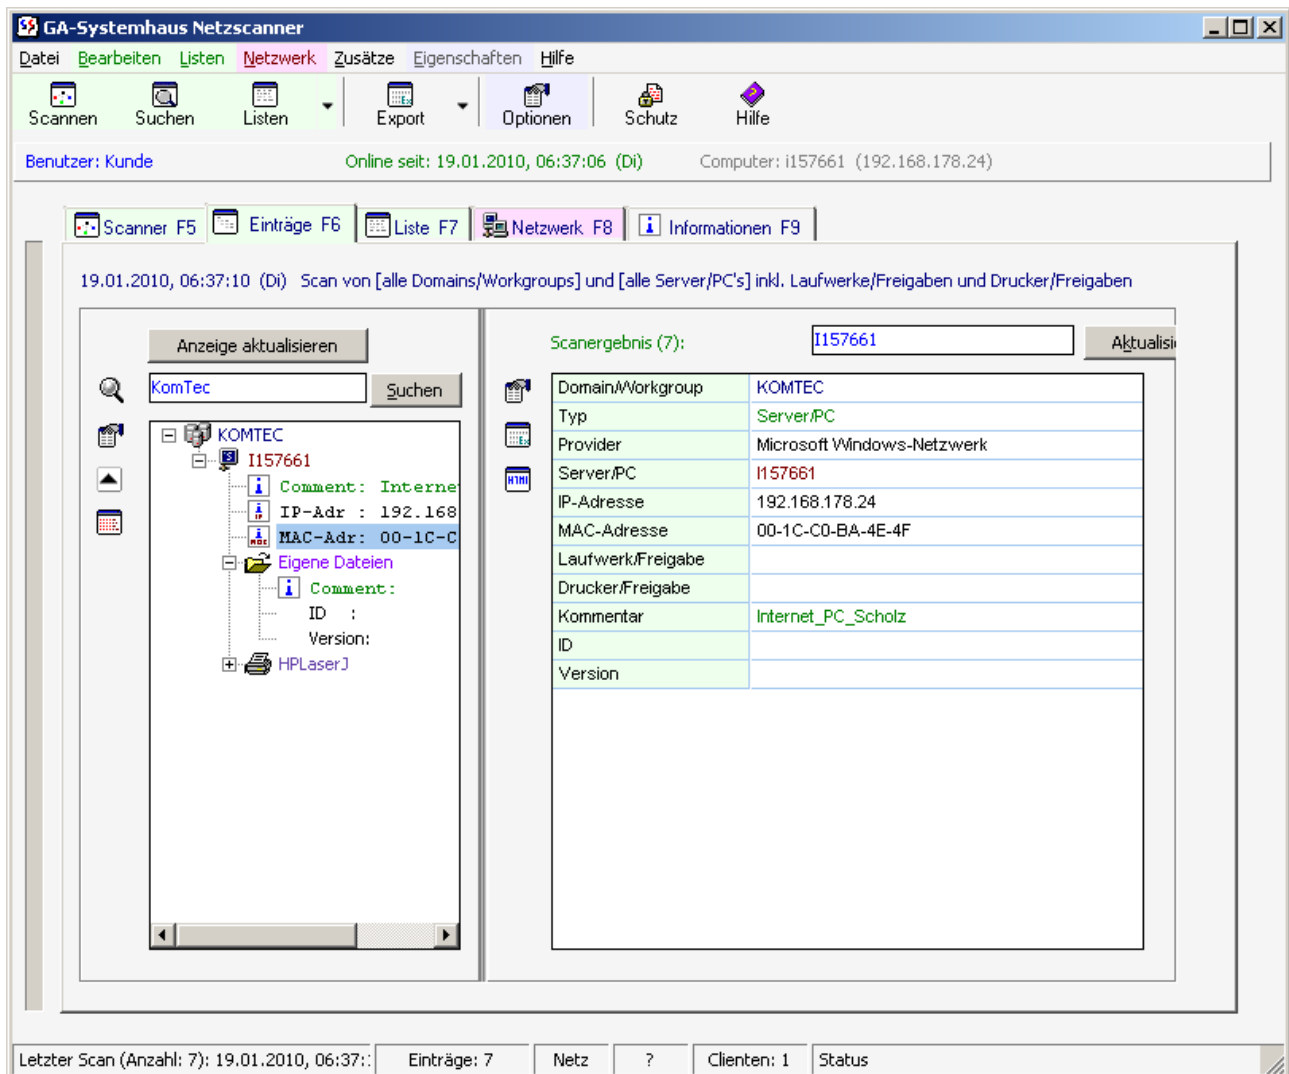 GA-Systemhaus Netzscanner
Datei Bearbeiten Listen Netzwerk Zusätze Eigenschaften Hilfe
Scannen Suchen Listen Export Optionen Schutz Hilfe
Benutzer: Kunde Online seit: 19.01.2010, 06:37:06 (Di) Computer: i157661 (192.168.178.24)
Scanner F5 Einträge F6 Liste F7 Netzwerk F8 Informationen F9
19.01.2010, 06:37:10 (Di) Scan von [alle Domains/Workgroups] und [alle Server/PC's] inkl. Laufwerke/Freigaben und Drucker/Freigaben
Anzeige aktualisieren
KomTec Suchen
KOMTEC
I157661
Comment: Interne
IP-Adr : 192.168
MAC-Adr: 00-1C-C
Eigene Dateien
Comment:
ID :
Version:
HPLaserJ
Scanergebnis (7): I157661 Aktualisi
Domain/Workgroup KOMTEC
Typ Server/PC
Provider Microsoft Windows-Netzwerk
Server/PC I157661
IP-Adresse 192.168.178.24
MAC-Adresse 00-1C-C0-BA-4E-4F
Laufwerk/Freigabe
Drucker/Freigabe
Kommentar Internet_PC_Scholz
ID
Version
Letzter Scan (Anzahl: 7): 19.01.2010, 06:37: Einträge: 7 Netz ? Clienten: 1 Status